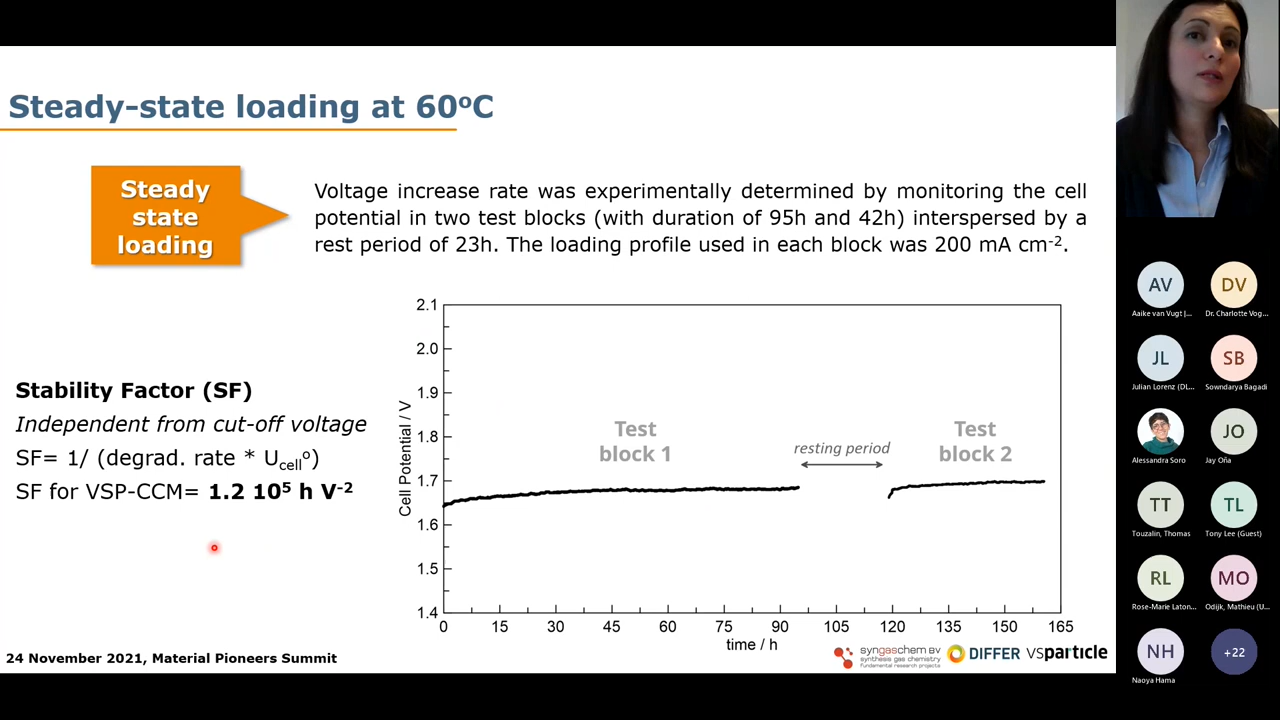 Steady-state loading at 60ºC
Steady
state
loading
Voltage increase rate was experimentally determined by monitoring the cell
potential in two test blocks (with duration of 95h and 42h) interspersed by a
rest period of 23h. The loading profile used in each block was 200 mA cm-2.
Stability Factor (SF)
Independent from cut-off voltage
SF= 1/ (degrad. rate * Ucellº)
SF for VSP-CCM= 1.2 10⁵ h V-2
Cell Potential / V
2.1
2.0
1.9
1.8
1.7
1.6
1.5
1.4
Test
block 1
resting period
Test
block 2
0 15 30 45 60 75 90 105 120 135 150 165
time / h
24 November 2021, Material Pioneers Summit
syngaschem BV
synthesis gas chemistry
fundamental research projects
DIFFER
VSPARTICLE
AV
Aaike van Vugt |...
DV
Dr. Charlotte Vog...
JL
Julian Lorenz (DL...
SB
Sowndarya Bagadi
Alessandra Soro
JO
Jay Oña
TT
Touzalin, Thomas
TL
Tony Lee (Guest)
RL
Rose-Marie Laton...
MO
Odijk, Mathieu (U...
NH
Naoya Hama
+22